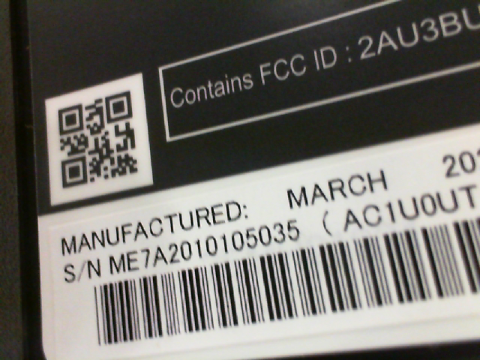 Contains FCC ID : 2AU3BU
MANUFACTURED: MARCH 20
S/N ME7A2010105035 ( AC1U0UT